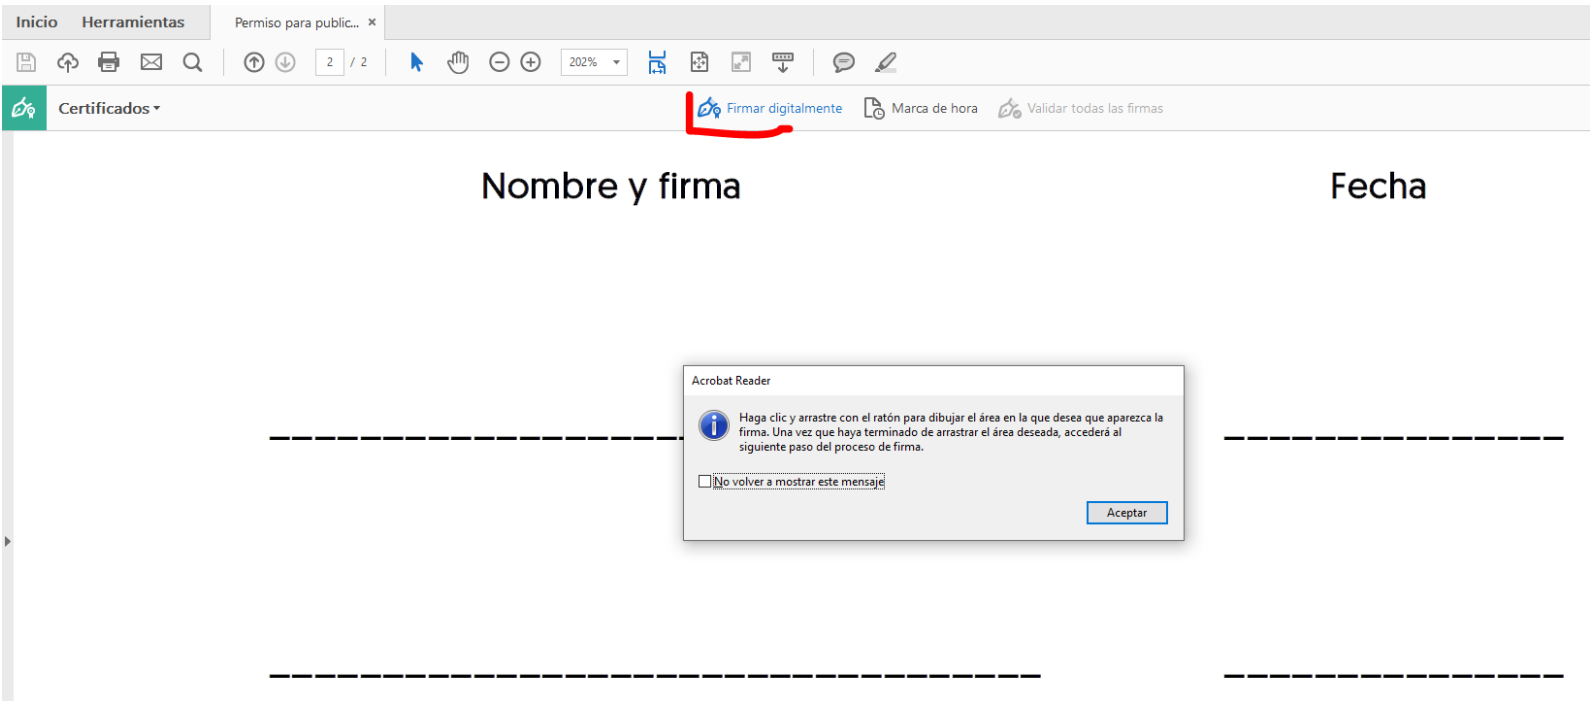 Inicio Herramientas Permiso para public... ×
2 / 2 202%
Certificados Firmar digitalmente Marca de hora Validar todas las firmas
Nombre y firma Fecha
Acrobat Reader
Haga clic y arrastre con el ratón para dibujar el área en la que desea que aparezca la
firma. Una vez que haya terminado de arrastrar el área deseada, accederá al
siguiente paso del proceso de firma.
No volver a mostrar este mensaje
Aceptar